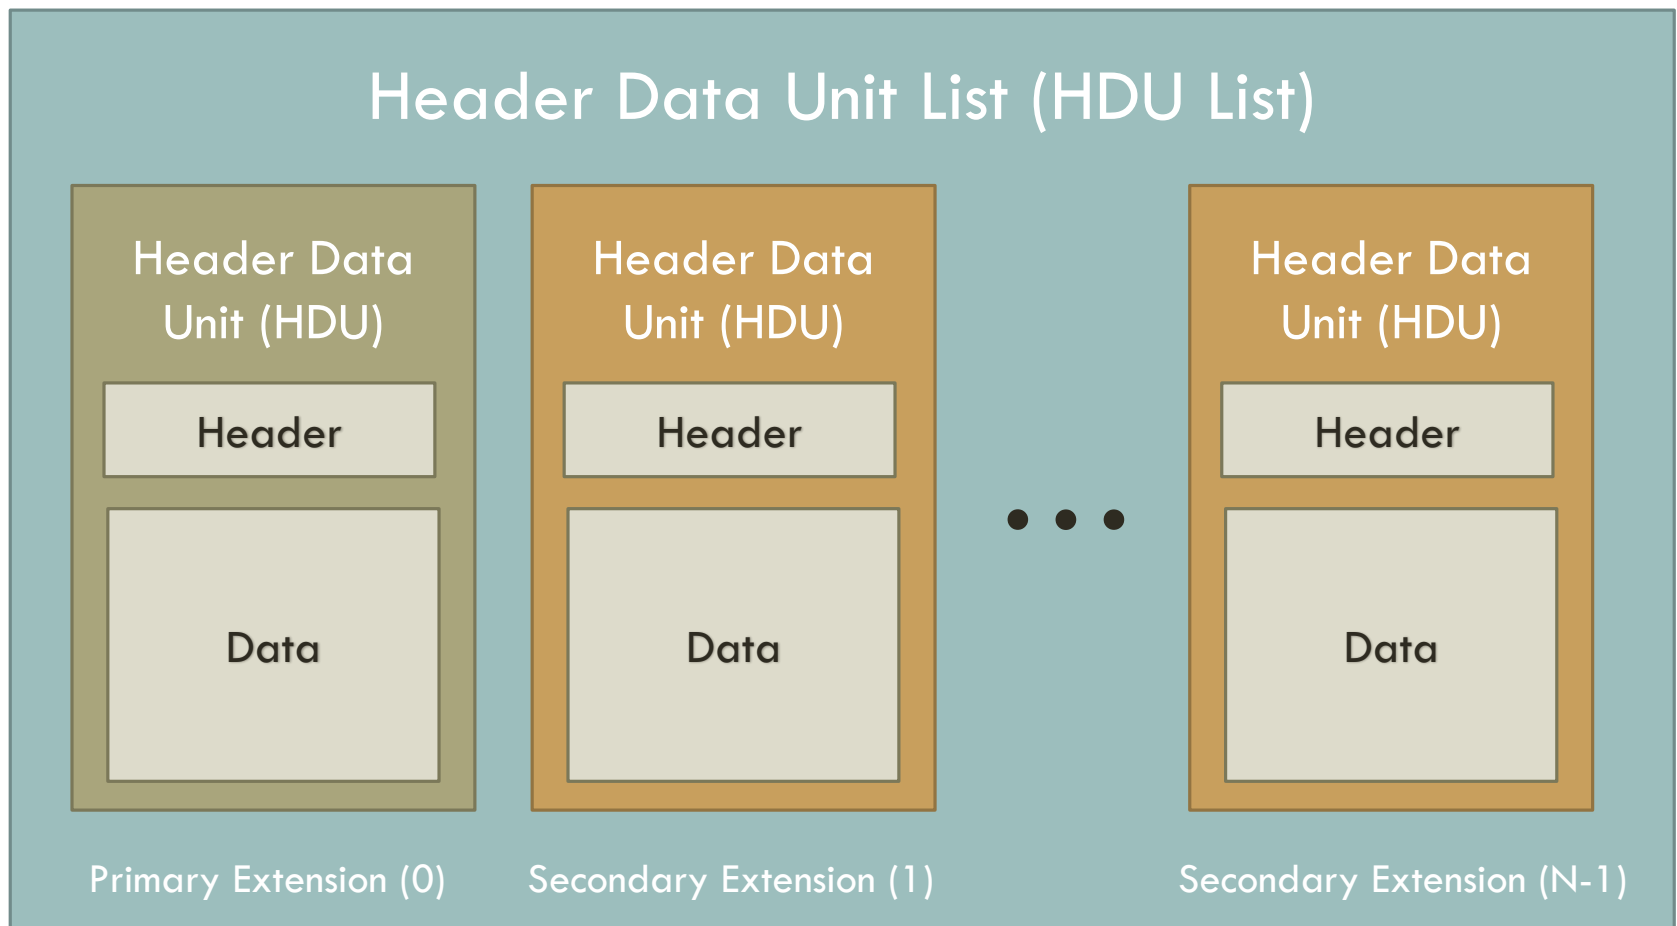 Header Data Unit List (HDU List)
Header Data
Unit (HDU)
Header
Data
Primary Extension (0)
Header Data
Unit (HDU)
Header
Data
Secondary Extension (1)
Header Data
Unit (HDU)
Header
Data
Secondary Extension (N-1)